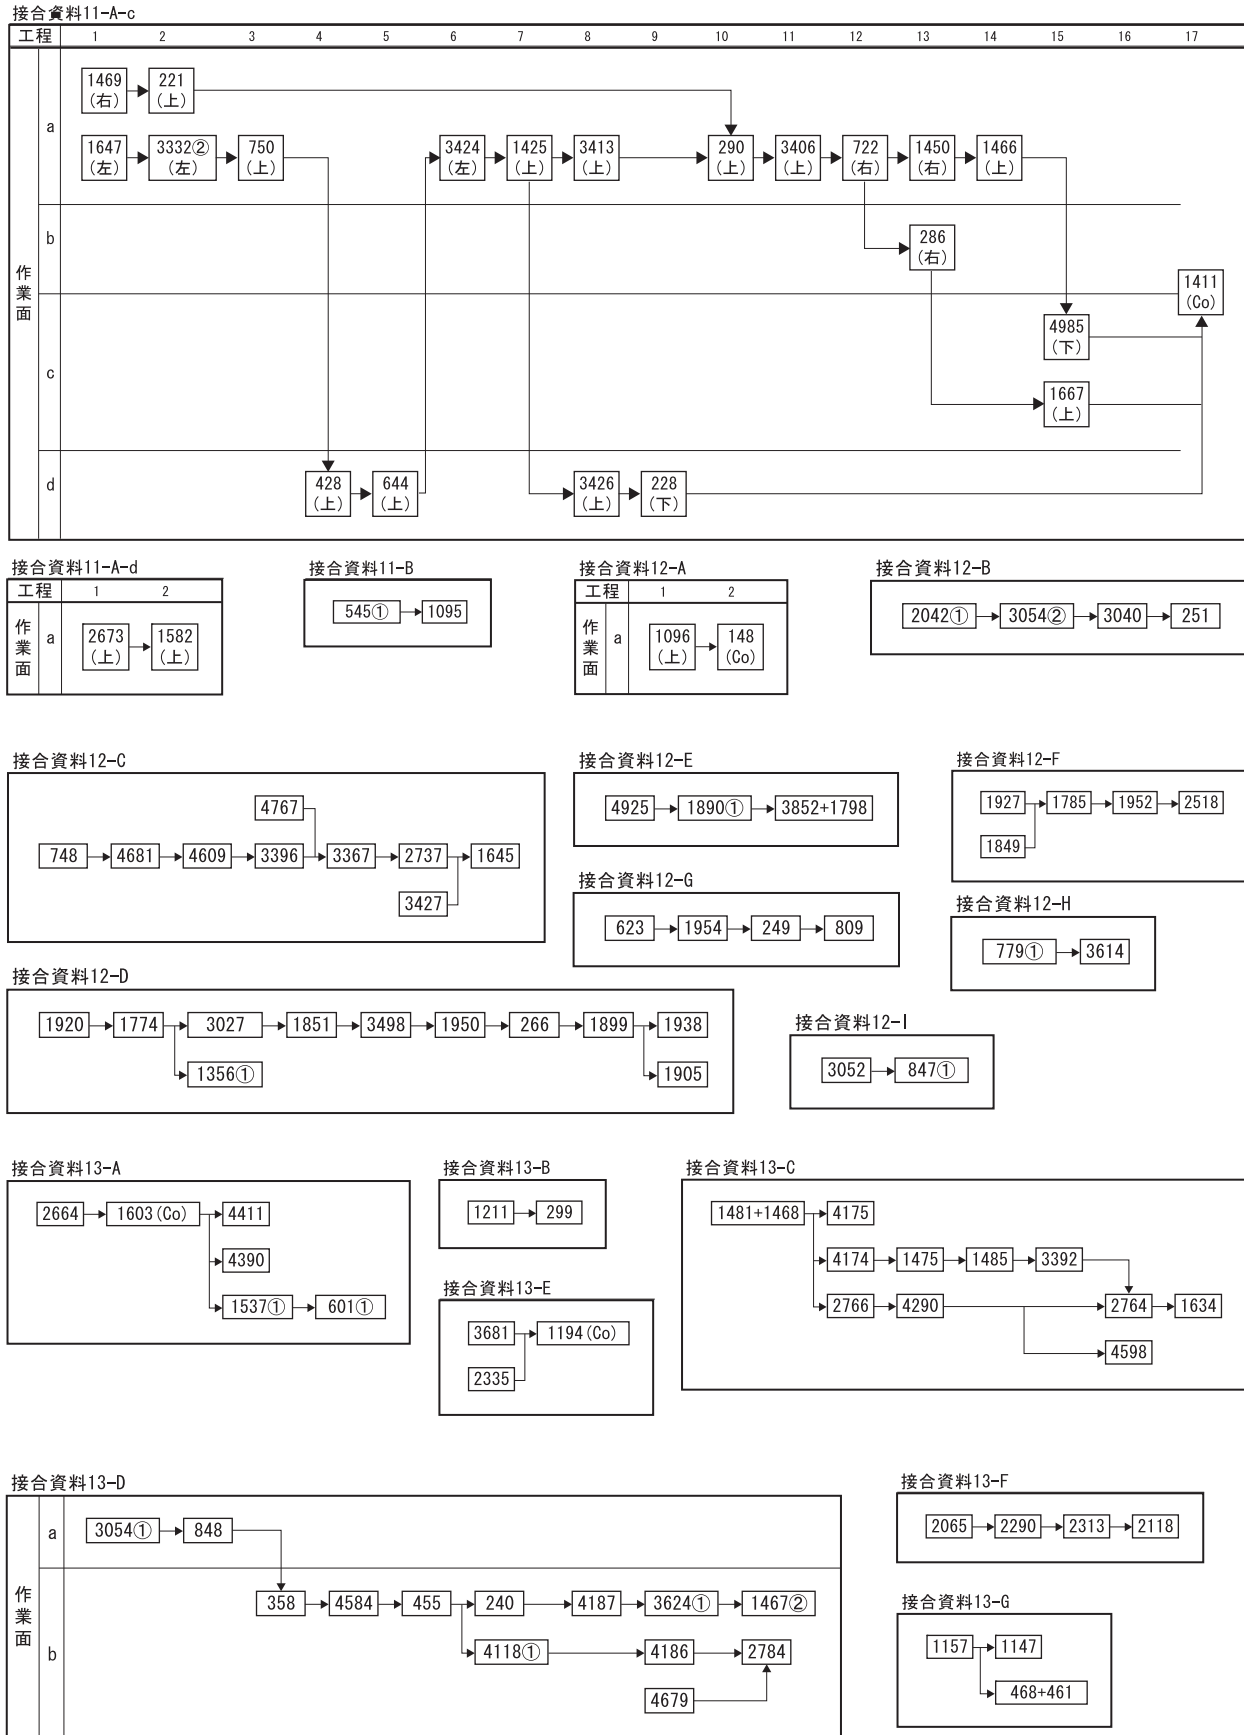 接合資料11-A-c
工程 1 2 3 4 5 6 7 8 9 10 11 12 13 14 15 16 17
作業面
a
1469 (右) 221 (上)
1647 (左) 3332② (左) 750 (上) 3424 (左) 1425 (上) 3413 (上) 290 (上) 3406 (上) 722 (右) 1450 (右) 1466 (上)
b
286 (右)
1411 (Co)
c
4985 (下)
1667 (上)
d
428 (上) 644 (上) 3426 (上) 228 (下)
接合資料11-A-d
工程 1 2
作業面 a
2673 (上) 1582 (上)
接合資料11-B
545① 1095
接合資料12-A
工程 1 2
作業面 a
1096 (上) 148 (Co)
接合資料12-B
2042① 3054② 3040 251
接合資料12-C
4767
748 4681 4609 3396 3367 2737 1645
3427
接合資料12-E
4925 1890① 3852+1798
接合資料12-F
1927 1785 1952 2518
1849
接合資料12-G
623 1954 249 809
接合資料12-H
779① 3614
接合資料12-D
1920 1774 3027 1851 3498 1950 266 1899 1938
1356① 1905
接合資料12-I
3052 847①
接合資料13-A
2664 1603(Co) 4411
4390
1537① 601①
接合資料13-B
1211 299
接合資料13-E
3681 1194(Co)
2335
接合資料13-C
1481+1468 4175
4174 1475 1485 3392
2766 4290 2764 1634
4598
接合資料13-D
作業面
a
3054① 848
b
358 4584 455 240 4187 3624① 1467②
4118① 4186 2784
4679
接合資料13-F
2065 2290 2313 2118
接合資料13-G
1157 1147
468+461